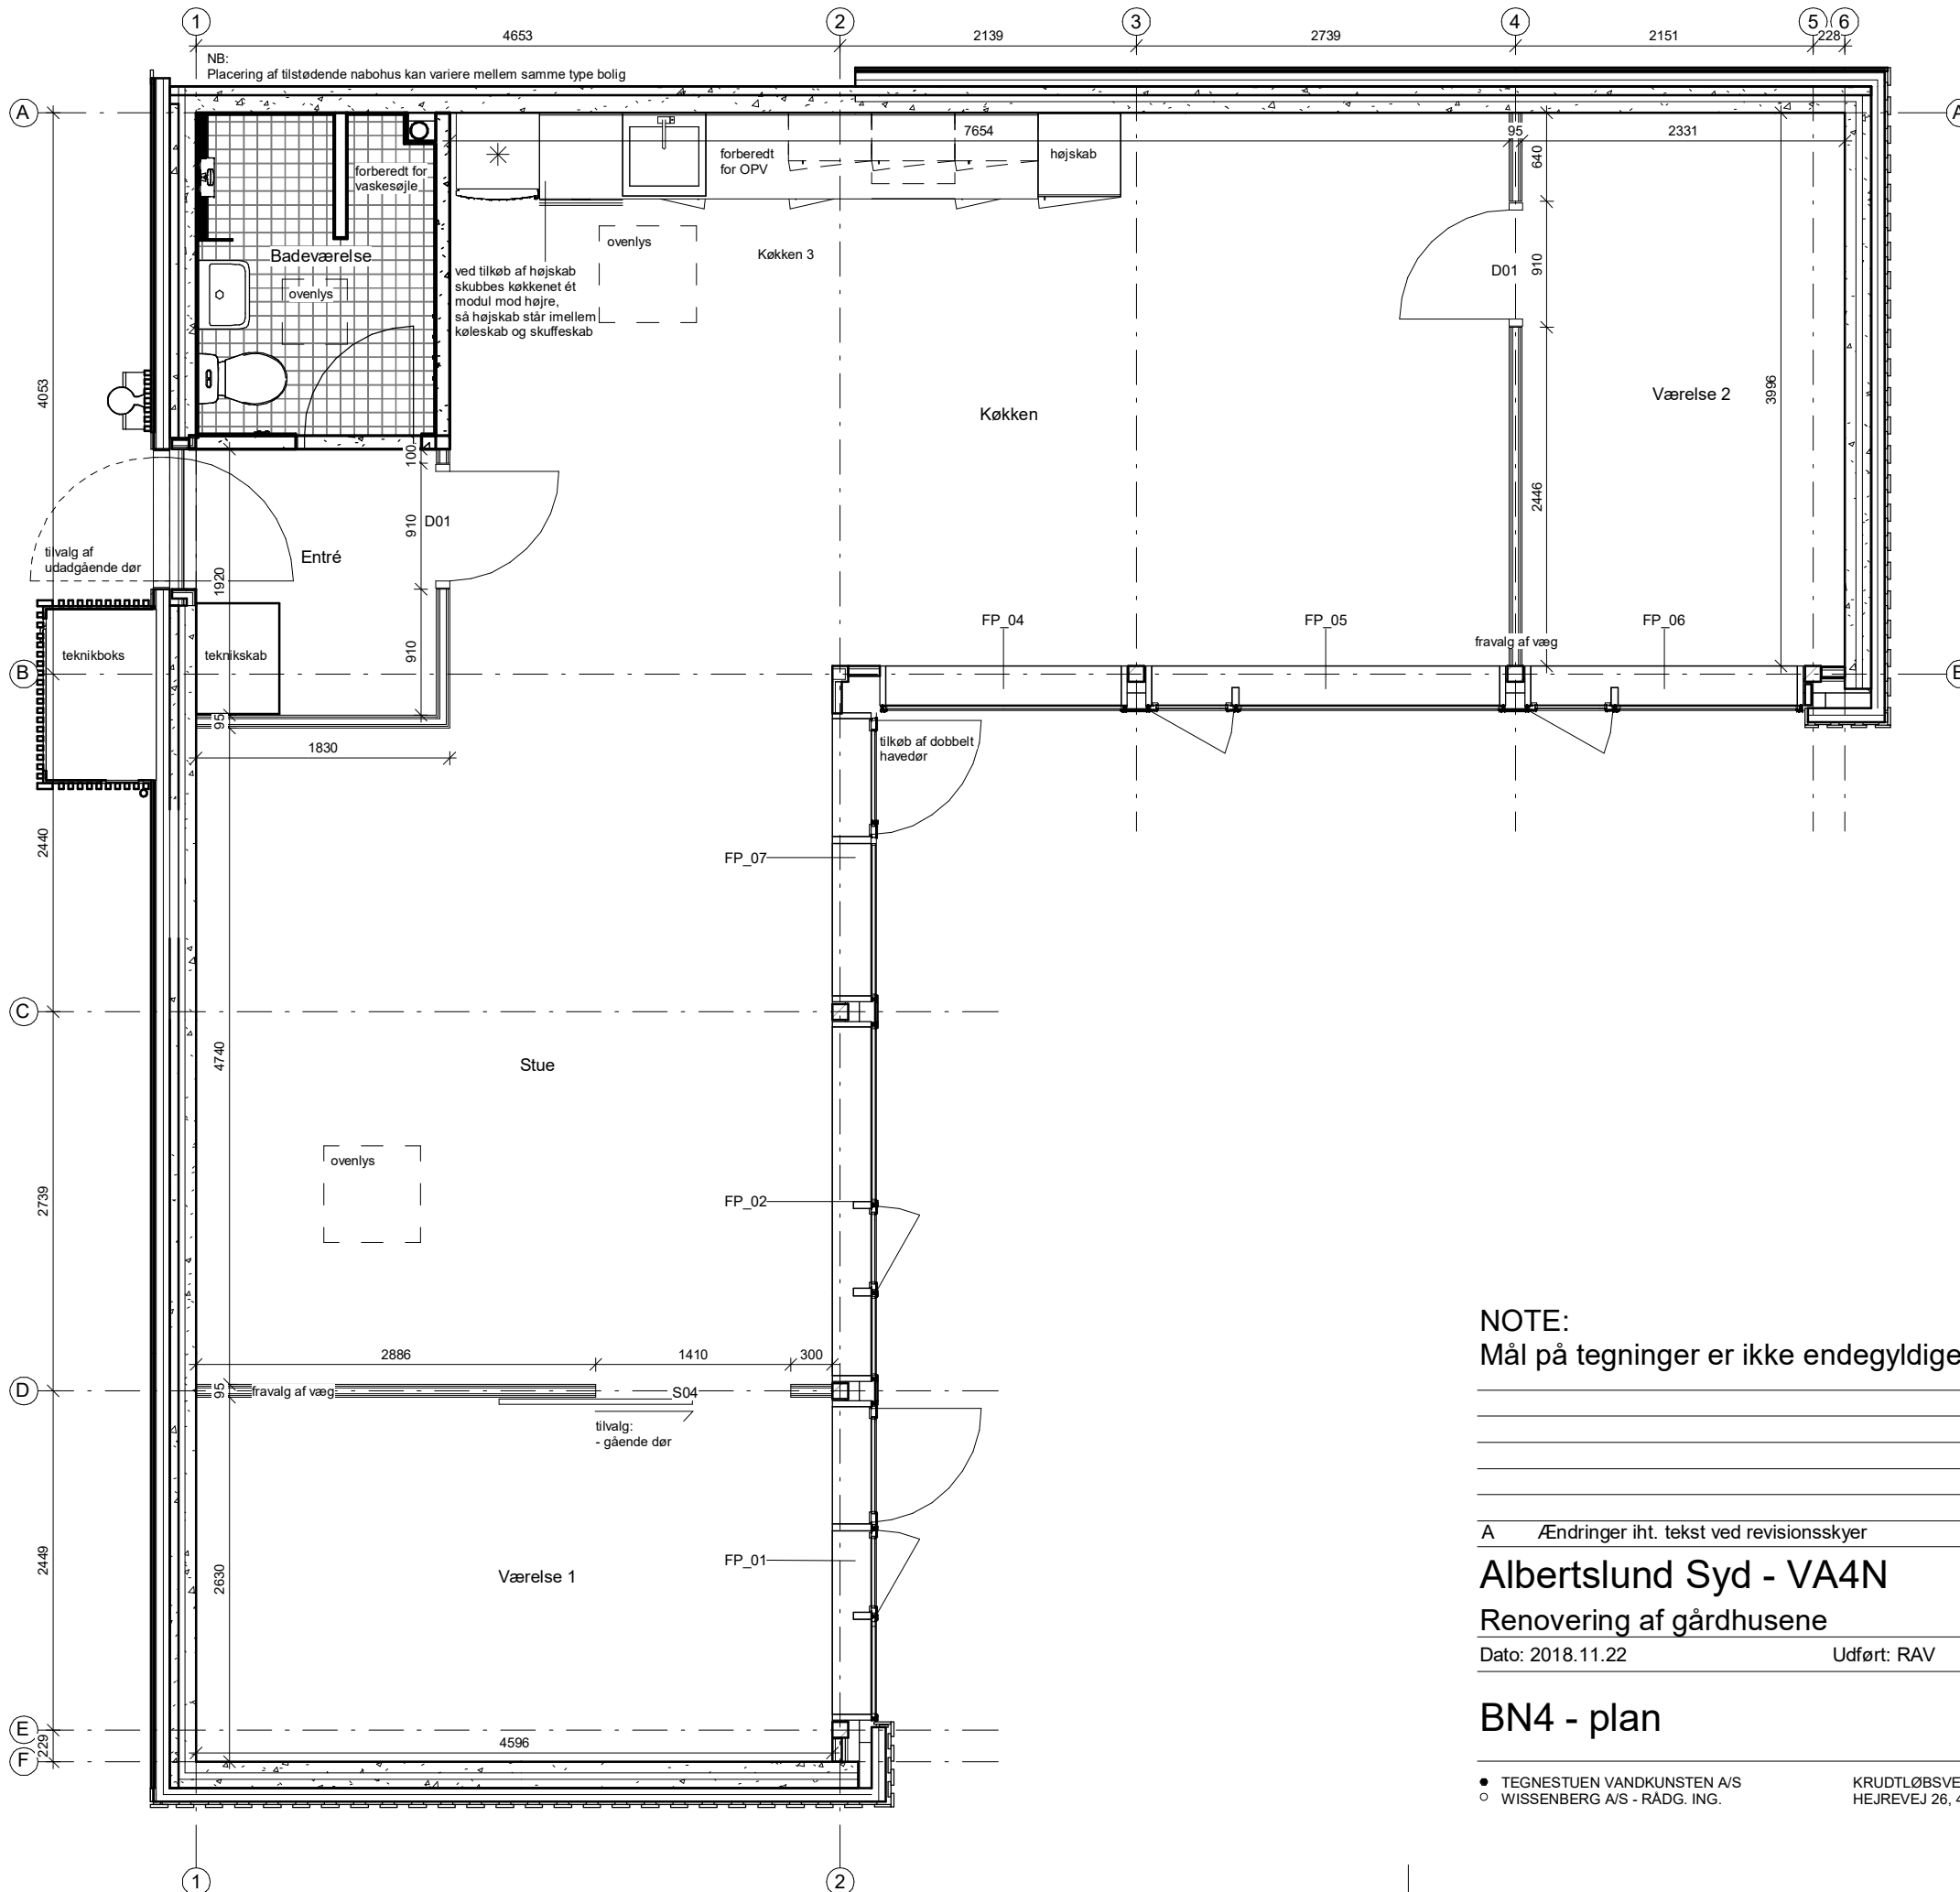 1
2
3
4
5
6
4653
2139
2739
2151
228
NB:
Placering af tilstødende nabohus kan variere mellem samme type bolig
A
A
7654
95
2331
640
forberedt for
vaskesøjle
forberedt
for OPV
højskab
Badeværelse
ovenlys
ovenlys
Køkken 3
D01
910
ved tilkøb af højskab
skubbes køkkenet ét
modul mod højre,
så højskab står imellem
køleskab og skuffeskab
4053
Køkken
Værelse 2
3996
100
2446
910
D01
tilvalg af
udadgående dør
Entré
1920
910
FP_04
FP_05
FP_06
fravalg af væg
teknikboks
teknikskab
B
95
1830
tilkøb af dobbelt
havedør
2440
FP_07
C
4740
Stue
ovenlys
2739
FP_02
2886
1410
300
D
95
fravalg af væg
S04
tilvalg:
- gående dør
2449
2630
Værelse 1
FP_01
E
229
F
4596
1
2
NOTE:
Mål på tegninger er ikke endegyldige
A Ændringer iht. tekst ved revisionsskyer
Albertslund Syd - VA4N
Renovering af gårdhusene
Dato: 2018.11.22 Udført: RAV
BN4 - plan
TEGNESTUEN VANDKUNSTEN A/S KRUDTLØBSVE
WISSENBERG A/S - RÅDG. ING. HEJREVEJ 26, 4